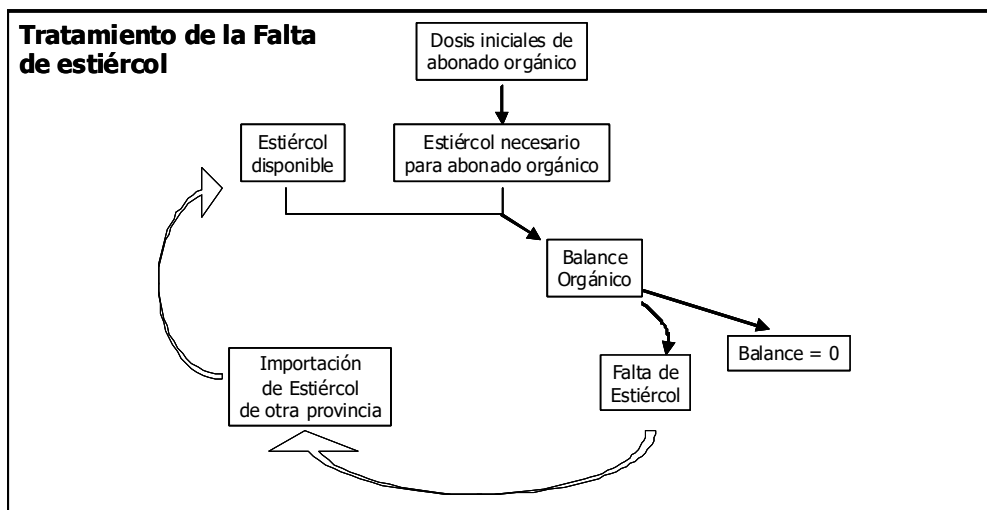 Tratamiento de la Falta
de estiércol
Dosis iniciales de
abonado orgánico
Estiércol
disponible
Estiércol necesario
para abonado orgánico
Balance
Orgánico
Balance = 0
Falta de
Estiércol
Importación
de Estiércol
de otra provincia